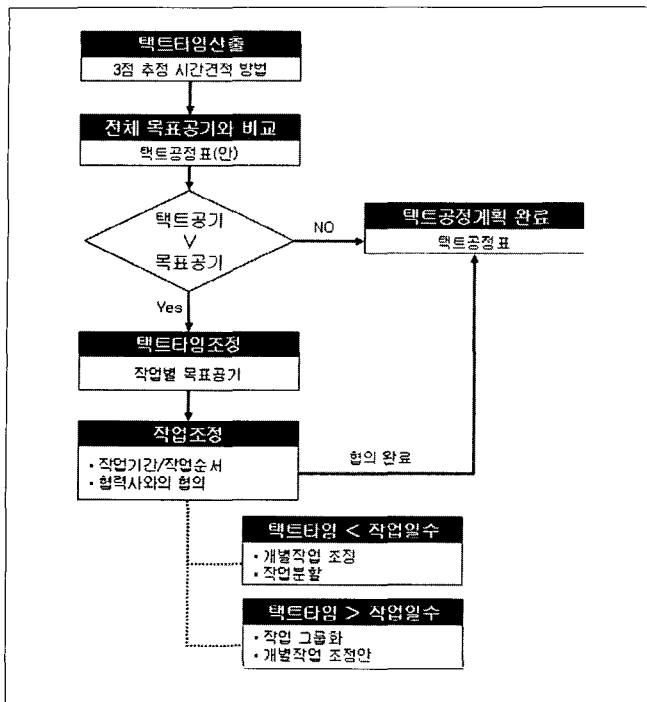 택트타임산출
3점 추정 시간견적 방법
전체 목표공기와 비교
택트공정표(안)
택트공기
V
목표공기
NO
택트공정계획 완료
택트공정표
Yes
택트타임조정
작업별 목표공기
작업조정
· 작업기간/작업순서
· 협력사와의 협의
협의 완료
택트타임 < 작업일수
· 개별작업 조정
· 작업분할
택트타임 > 작업일수
· 작업 그룹화
· 개별작업 조정안